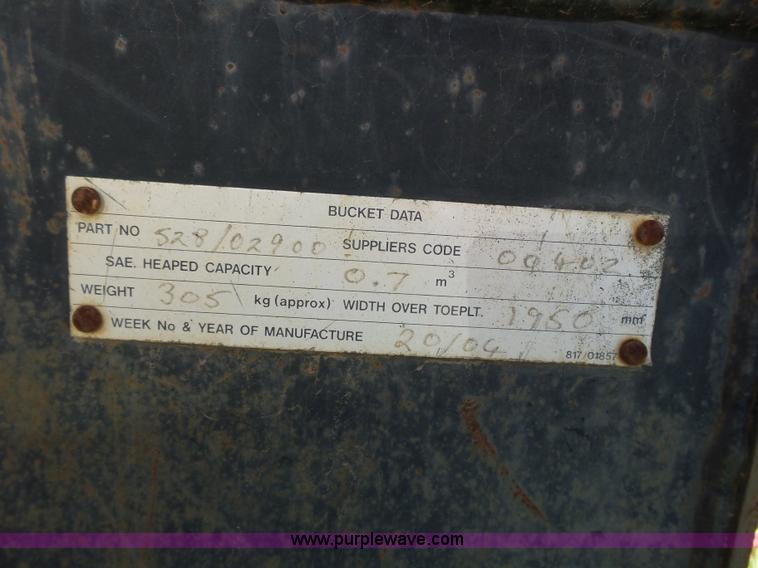 BUCKET DATA
PART NO 528/02900 SUPPLIERS CODE 00402
SAE. HEAPED CAPACITY 0.7 m³
WEIGHT 305 kg (approx) WIDTH OVER TOEPLT. 1950 mm
WEEK No & YEAR OF MANUFACTURE 20/04
817/01857
www.purplewave.com